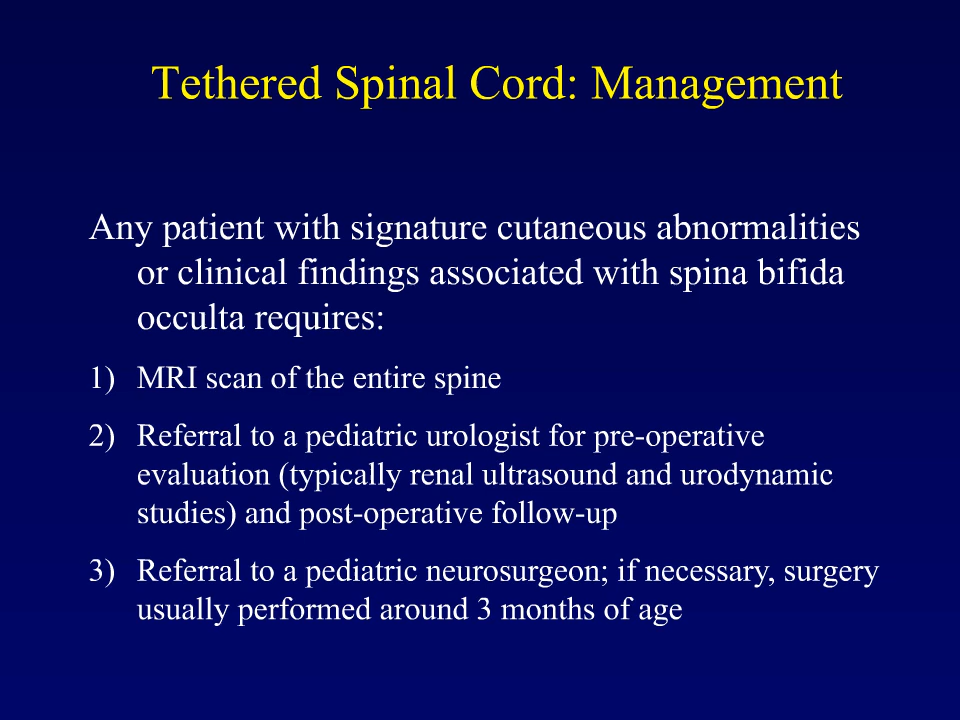 Tethered Spinal Cord: Management
Any patient with signature cutaneous abnormalities
or clinical findings associated with spina bifida
occulta requires:
1) MRI scan of the entire spine
2) Referral to a pediatric urologist for pre-operative
evaluation (typically renal ultrasound and urodynamic
studies) and post-operative follow-up
3) Referral to a pediatric neurosurgeon; if necessary, surgery
usually performed around 3 months of age